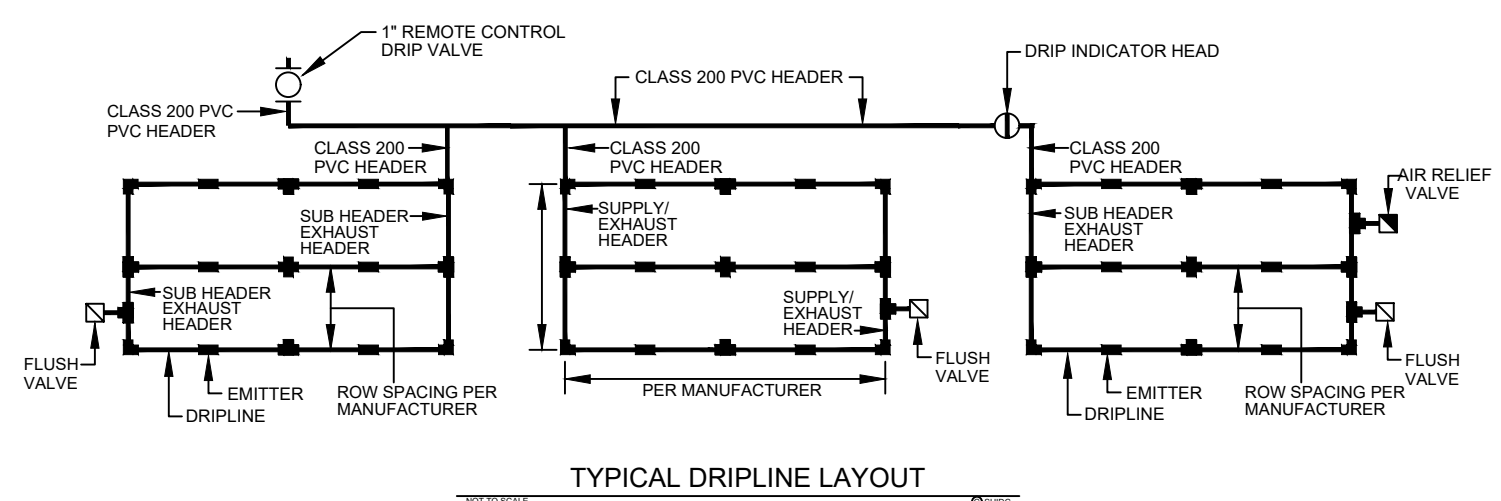 1" REMOTE CONTROL
DRIP VALVE
DRIP INDICATOR HEAD
CLASS 200 PVC HEADER
CLASS 200 PVC
PVC HEADER
CLASS 200
PVC HEADER
CLASS 200
PVC HEADER
CLASS 200
PVC HEADER
AIR RELIEF
VALVE
SUB HEADER
EXHAUST
HEADER
SUPPLY/
EXHAUST
HEADER
SUB HEADER
EXHAUST
HEADER
SUB HEADER
EXHAUST
HEADER
SUPPLY/
EXHAUST
HEADER
FLUSH
VALVE
FLUSH
VALVE
FLUSH
VALVE
EMITTER
DRIPLINE
ROW SPACING PER
MANUFACTURER
PER MANUFACTURER
EMITTER
DRIPLINE
ROW SPACING PER
MANUFACTURER
TYPICAL DRIPLINE LAYOUT
NOT TO SCALE